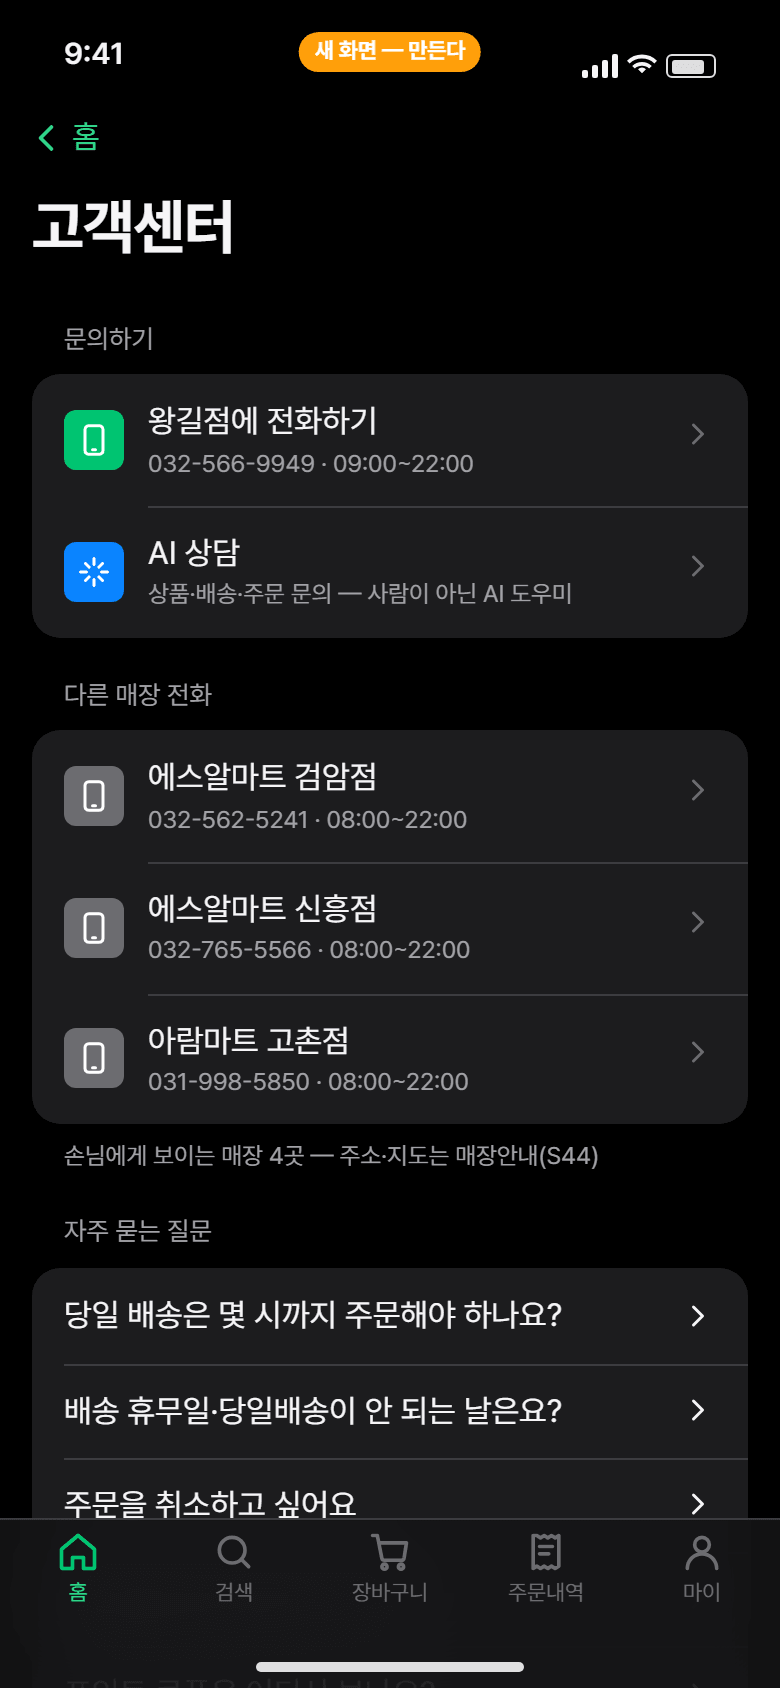 9:41
새 화면 — 만든다
홈
고객센터
문의하기
왕길점에 전화하기
032-566-9949 · 09:00~22:00
AI 상담
상품·배송·주문 문의 — 사람이 아닌 AI 도우미
다른 매장 전화
에스알마트 검암점
032-562-5241 · 08:00~22:00
에스알마트 신흥점
032-765-5566 · 08:00~22:00
아람마트 고촌점
031-998-5850 · 08:00~22:00
손님에게 보이는 매장 4곳 — 주소·지도는 매장안내(S44)
자주 묻는 질문
당일 배송은 몇 시까지 주문해야 하나요?
배송 휴무일·당일배송이 안 되는 날은요?
주문을 취소하고 싶어요
홈
검색
장바구니
주문내역
마이